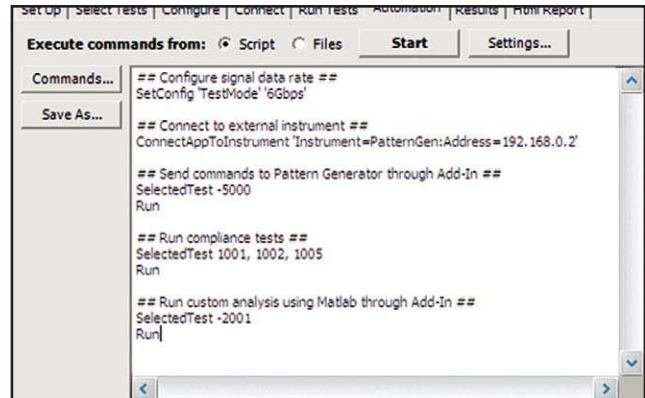 Set Up Select Tests Configure Connect Run Tests Automation Results Html Report
Execute commands from: Script Files Start Settings...
Commands...
Save As...
## Configure signal data rate ##
SetConfig 'TestMode' '6Gbps'
## Connect to external instrument ##
ConnectAppToInstrument 'Instrument=PatternGen:Address=192.168.0.2'
## Send commands to Pattern Generator through Add-In ##
SelectedTest -5000
Run
## Run compliance tests ##
SelectedTest 1001, 1002, 1005
Run
## Run custom analysis using Matlab through Add-In ##
SelectedTest -2001
Run